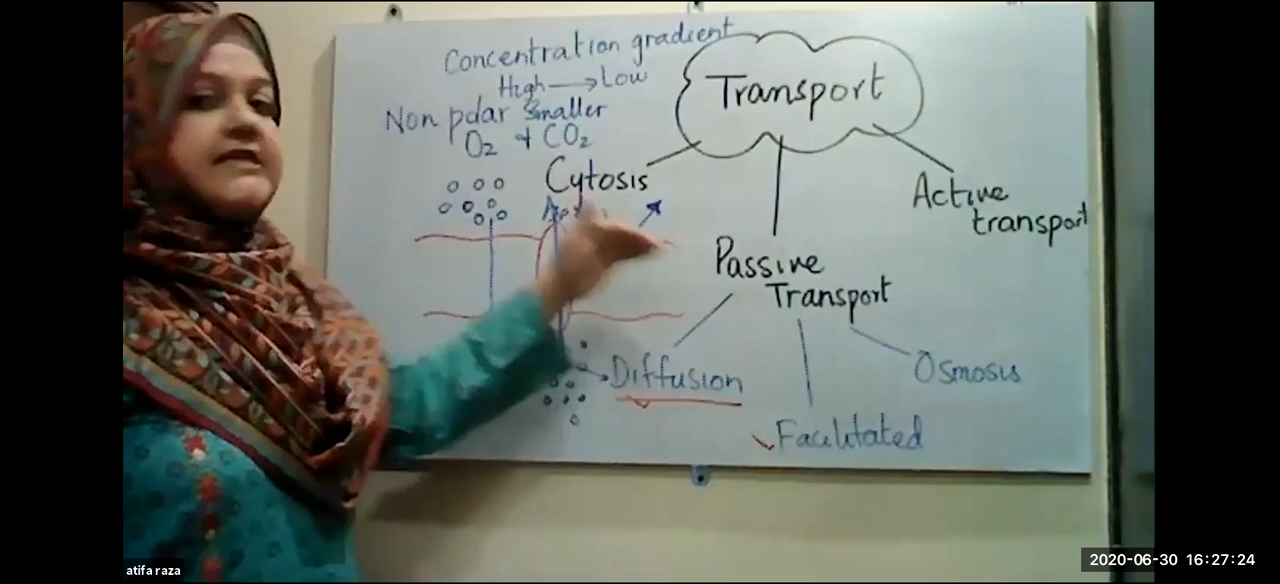 Concentration gradient
High → Low
Non polar smaller
O₂ + CO₂
Transport
Cytosis
Active
transport
Passive
Transport
Diffusion
Osmosis
Facilitated
atifa raza
2020-06-30 16:27:24